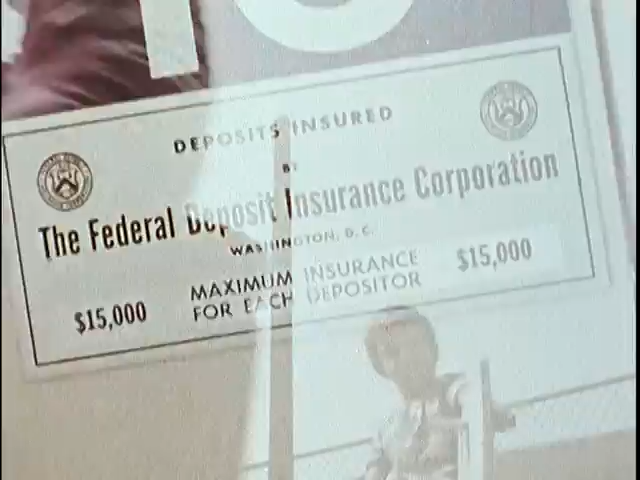 DEPOSITS INSURED
BY
The Federal Deposit Insurance Corporation
WASHINGTON, D. C.
$15,000 MAXIMUM INSURANCE FOR EACH DEPOSITOR $15,000